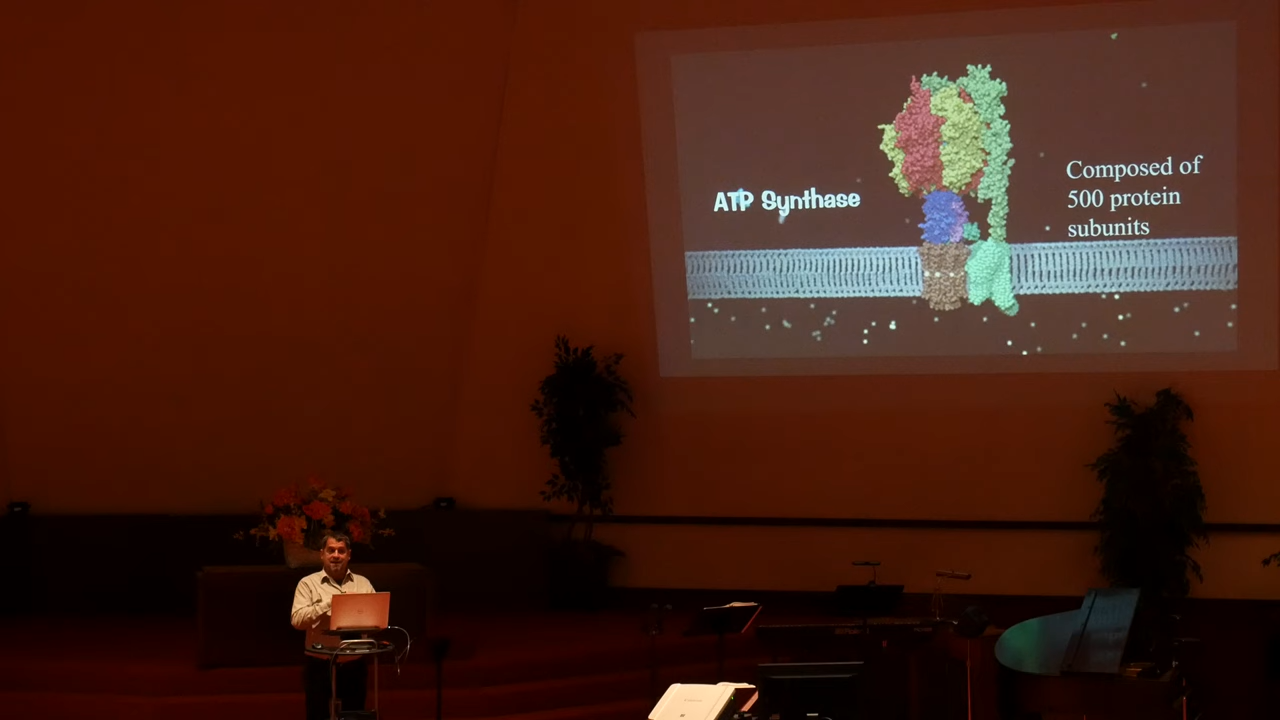 ATP Synthase
Composed of
500 protein
subunits